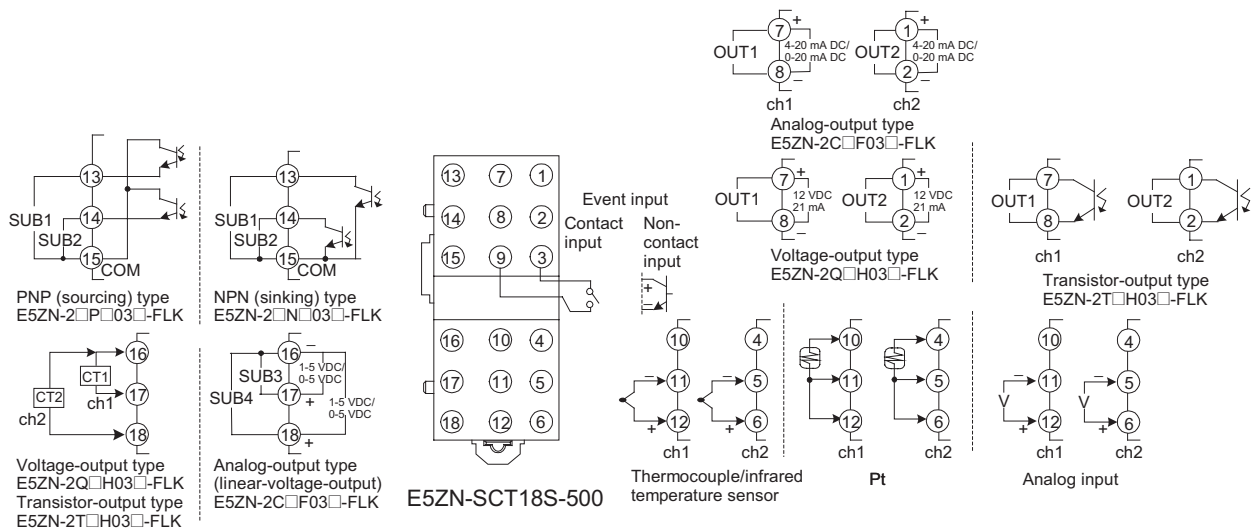 7
+
OUT1
4-20 mA DC/
0-20 mA DC
8
−
ch1
1
+
OUT2
4-20 mA DC/
0-20 mA DC
2
−
ch2
Analog-output type
E5ZN-2C□F03□-FLK
13
14
SUB1
SUB2
15
COM
PNP (sourcing) type
E5ZN-2□P□03□-FLK
13
14
SUB1
SUB2
15
COM
NPN (sinking) type
E5ZN-2□N□03□-FLK
13 7 1
14 8 2
15 9 3
16 10 4
17 11 5
18 12 6
E5ZN-SCT18S-500
Event input
Contact
input
Non-
contact
input
+
−
7
+
OUT1
12 VDC
21 mA
8
−
1
+
OUT2
12 VDC
21 mA
2
−
ch1
ch2
Voltage-output type
E5ZN-2Q□H03□-FLK
7
OUT1
8
ch1
1
OUT2
2
ch2
Transistor-output type
E5ZN-2T□H03□-FLK
16
CT1
CT2
ch1
17
ch2
18
Voltage-output type
E5ZN-2Q□H03□-FLK
Transistor-output type
E5ZN-2T□H03□-FLK
16
−
1-5 VDC/
0-5 VDC
SUB3
17
+
SUB4
1-5 VDC/
0-5 VDC
18
+
Analog-output type
(linear-voltage-output)
E5ZN-2C□F03□-FLK
10
−
11
+
12
ch1
4
−
5
+
6
ch2
Thermocouple/infrared
temperature sensor
10
11
12
ch1
4
5
6
ch2
Pt
10
−
11
V
+
12
ch1
4
−
5
V
+
6
ch2
Analog input